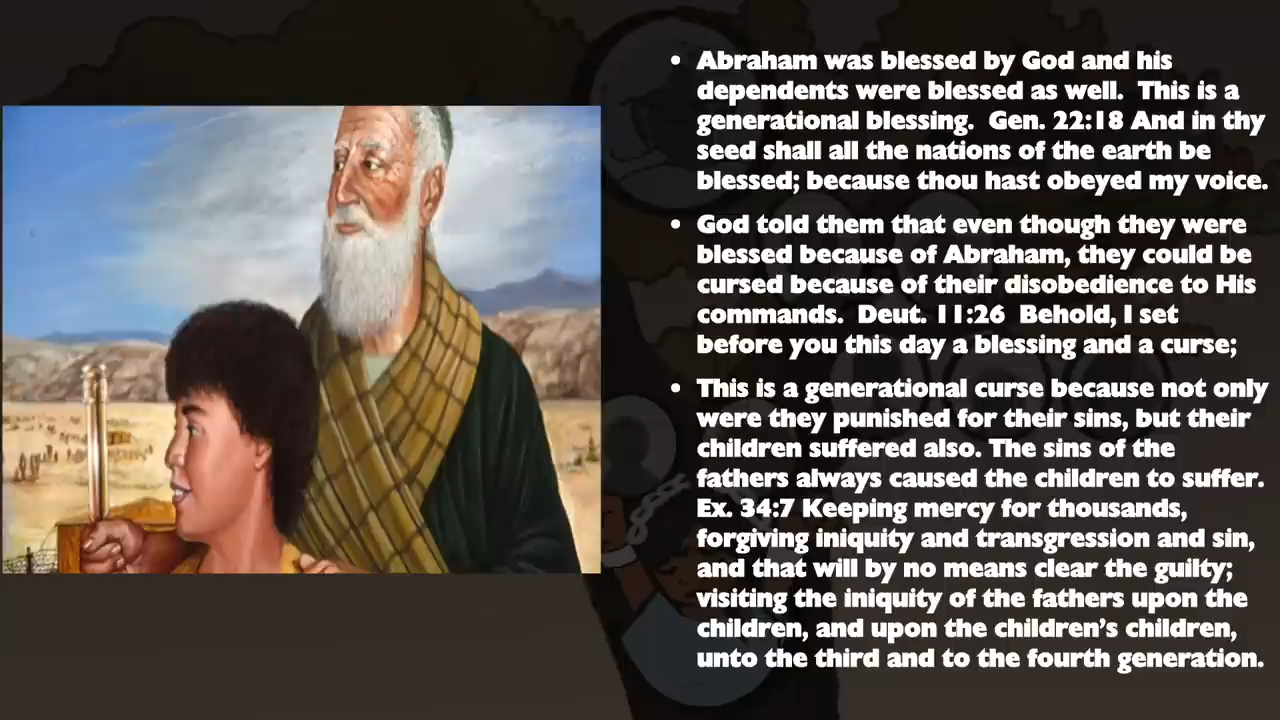 • Abraham was blessed by God and his
dependents were blessed as well.  This is a
generational blessing.  Gen. 22:18 And in thy
seed shall all the nations of the earth be
blessed; because thou hast obeyed my voice.
• God told them that even though they were
blessed because of Abraham, they could be
cursed because of their disobedience to His
commands.  Deut. 11:26  Behold, I set
before you this day a blessing and a curse;
• This is a generational curse because not only
were they punished for their sins, but their
children suffered also. The sins of the
fathers always caused the children to suffer.
Ex. 34:7 Keeping mercy for thousands,
forgiving iniquity and transgression and sin,
and that will by no means clear the guilty;
visiting the iniquity of the fathers upon the
children, and upon the children’s children,
unto the third and to the fourth generation.